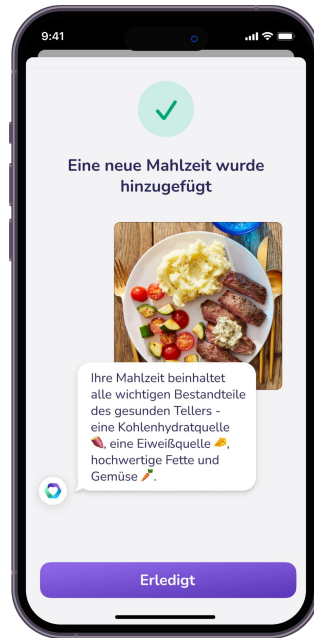 9:41
Eine neue Mahlzeit wurde
hinzugefügt
Ihre Mahlzeit beinhaltet
alle wichtigen Bestandteile
des gesunden Tellers -
eine Kohlenhydratquelle
🍠, eine Eiweißquelle 🫔,
hochwertige Fette und
Gemüse 🥕.
Erledigt